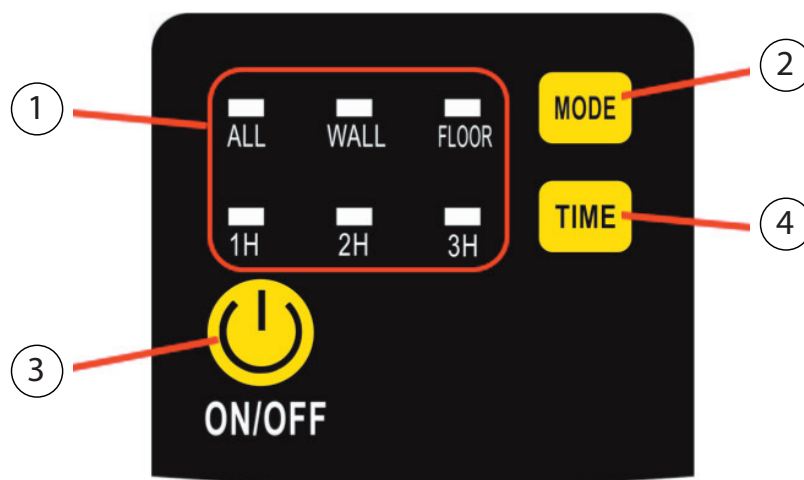 2
1
MODE
ALL WALL FLOOR
TIME
4
1H 2H 3H
3
ON/OFF